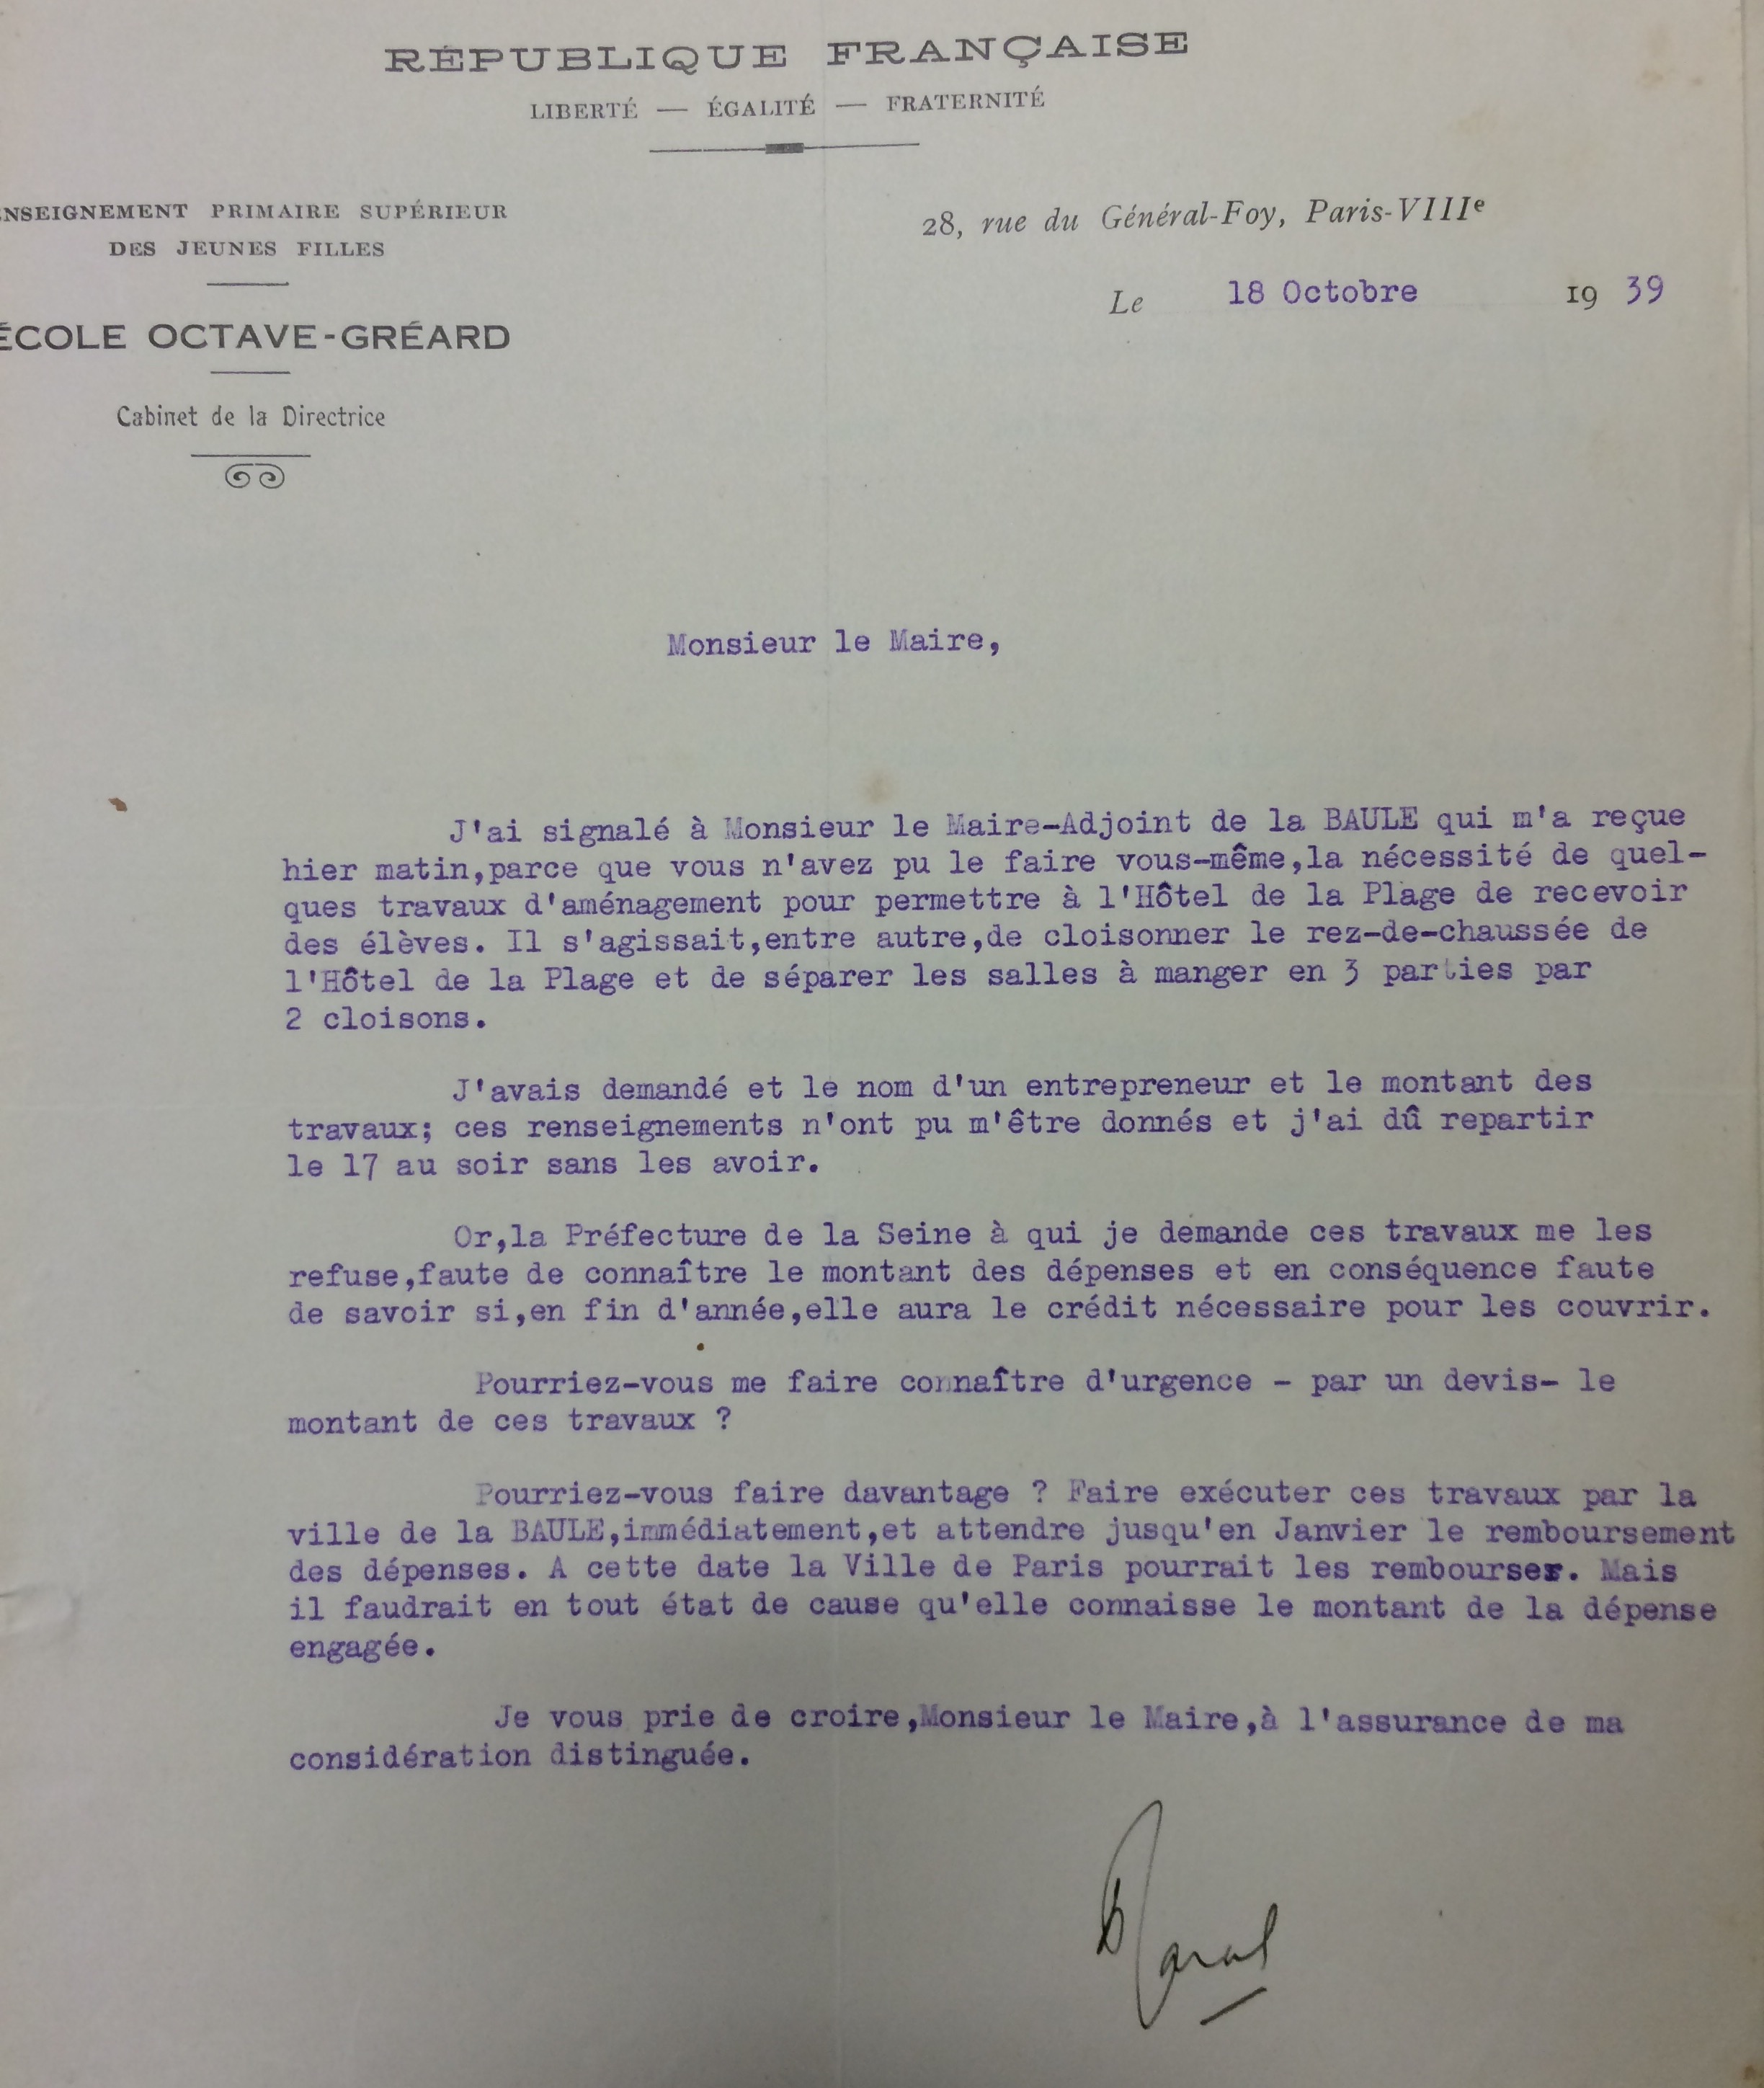 RÉPUBLIQUE FRANÇAISE
LIBERTÉ — ÉGALITÉ — FRATERNITÉ
ENSEIGNEMENT PRIMAIRE SUPÉRIEUR
DES JEUNES FILLES
ÉCOLE OCTAVE-GRÉARD
Cabinet de la Directrice
28, rue du Général-Foy, Paris-VIIIe
Le 18 Octobre 1939
Monsieur le Maire,
J'ai signalé à Monsieur le Maire-Adjoint de la BAULE qui m'a reçue
hier matin,parce que vous n'avez pu le faire vous-même,la nécessité de quel-
ques travaux d'aménagement pour permettre à l'Hôtel de la Plage de recevoir
des élèves. Il s'agissait,entre autre,de cloisonner le rez-de-chaussée de
l'Hôtel de la Plage et de séparer les salles à manger en 3 parties par
2 cloisons.
J'avais demandé et le nom d'un entrepreneur et le montant des
travaux; ces renseignements n'ont pu m'être donnés et j'ai dû repartir
le 17 au soir sans les avoir.
Or,la Préfecture de la Seine à qui je demande ces travaux me les
refuse,faute de connaître le montant des dépenses et en conséquence faute
de savoir si,en fin d'année,elle aura le crédit nécessaire pour les couvrir.
Pourriez-vous me faire connaître d'urgence - par un devis- le
montant de ces travaux ?
Pourriez-vous faire davantage ? Faire exécuter ces travaux par la
ville de la BAULE,immédiatement,et attendre jusqu'en Janvier le remboursement
des dépenses. A cette date la Ville de Paris pourrait les rembourser. Mais
il faudrait en tout état de cause qu'elle connaisse le montant de la dépense
engagée.
Je vous prie de croire,Monsieur le Maire,à l'assurance de ma
considération distinguée.